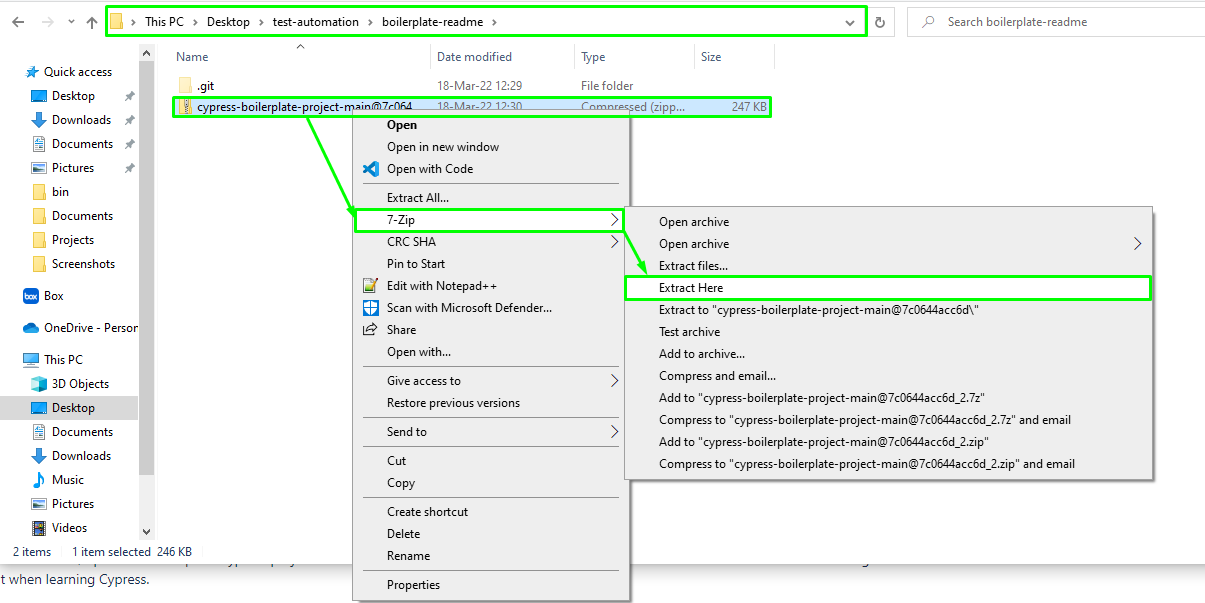 This PC > Desktop > test-automation > boilerplate-readme >
Search boilerplate-readme
Name Date modified Type Size
Quick access
Desktop
Downloads
Documents
Pictures
bin
Documents
Projects
Screenshots
Box
OneDrive - Person
This PC
3D Objects
Desktop
Documents
Downloads
Music
Pictures
Videos
.git 18-Mar-22 12:29 File folder
cypress-boilerplate-project-main@7c064 18-Mar-22 12:30 Compressed (zipp... 247 KB
Open
Open in new window
Open with Code
Extract All...
7-Zip
CRC SHA
Pin to Start
Edit with Notepad++
Scan with Microsoft Defender...
Share
Open with...
Give access to
Restore previous versions
Send to
Cut
Copy
Create shortcut
Delete
Rename
Properties
Open archive
Open archive
Extract files...
Extract Here
Extract to "cypress-boilerplate-project-main@7c0644acc6d\"
Test archive
Add to archive...
Compress and email...
Add to "cypress-boilerplate-project-main@7c0644acc6d_2.7z"
Compress to "cypress-boilerplate-project-main@7c0644acc6d_2.7z" and email
Add to "cypress-boilerplate-project-main@7c0644acc6d_2.zip"
Compress to "cypress-boilerplate-project-main@7c0644acc6d_2.zip" and email
2 items 1 item selected 246 KB
t when learning Cypress.